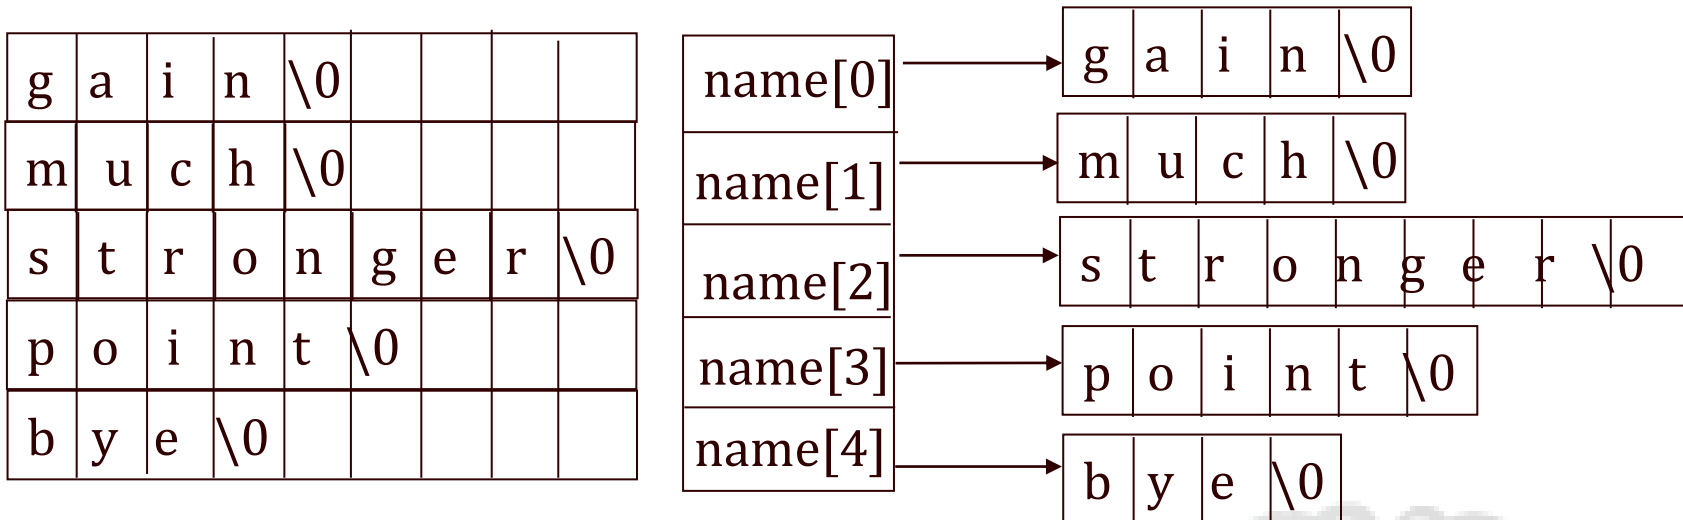 g a i n \0
m u c h \0
s t r o n g e r \0
p o i n t \0
b y e \0
name[0]
name[1]
name[2]
name[3]
name[4]
g a i n \0
m u c h \0
s t r o n g e r \0
p o i n t \0
b y e \0